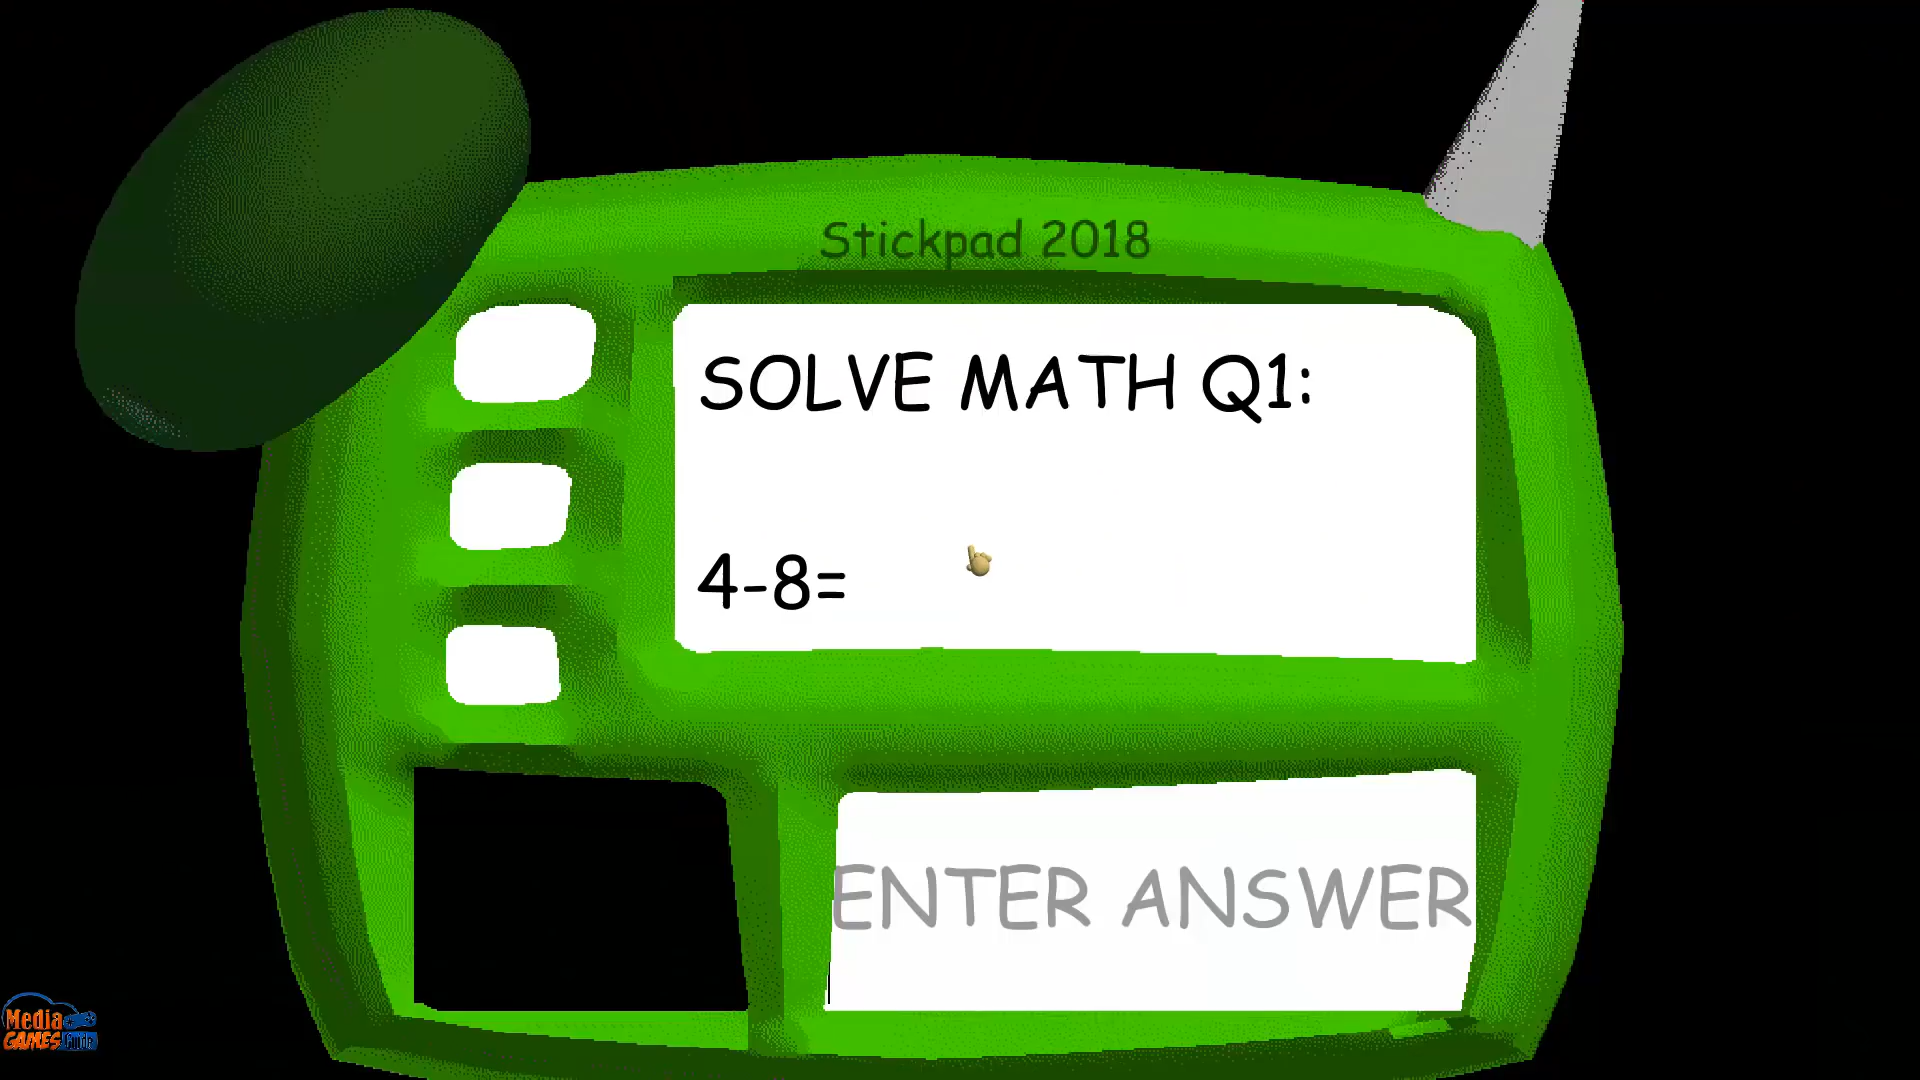 Stickpad 2018
SOLVE MATH Q1:
4-8=
ENTER ANSWER
Media
GAMES